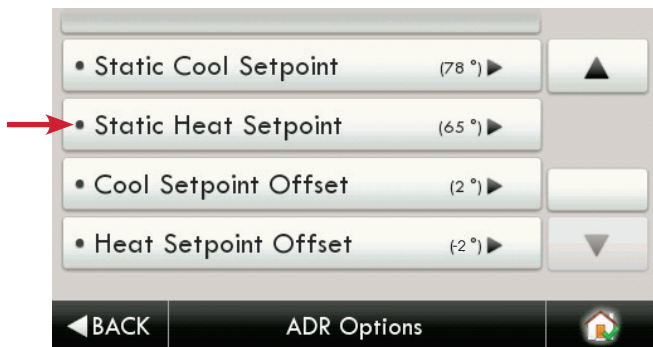 • Static Cool Setpoint (78 °) ▶
• Static Heat Setpoint (65 °) ▶
• Cool Setpoint Offset (2 °) ▶
• Heat Setpoint Offset (-2 °) ▶
◀BACK ADR Options